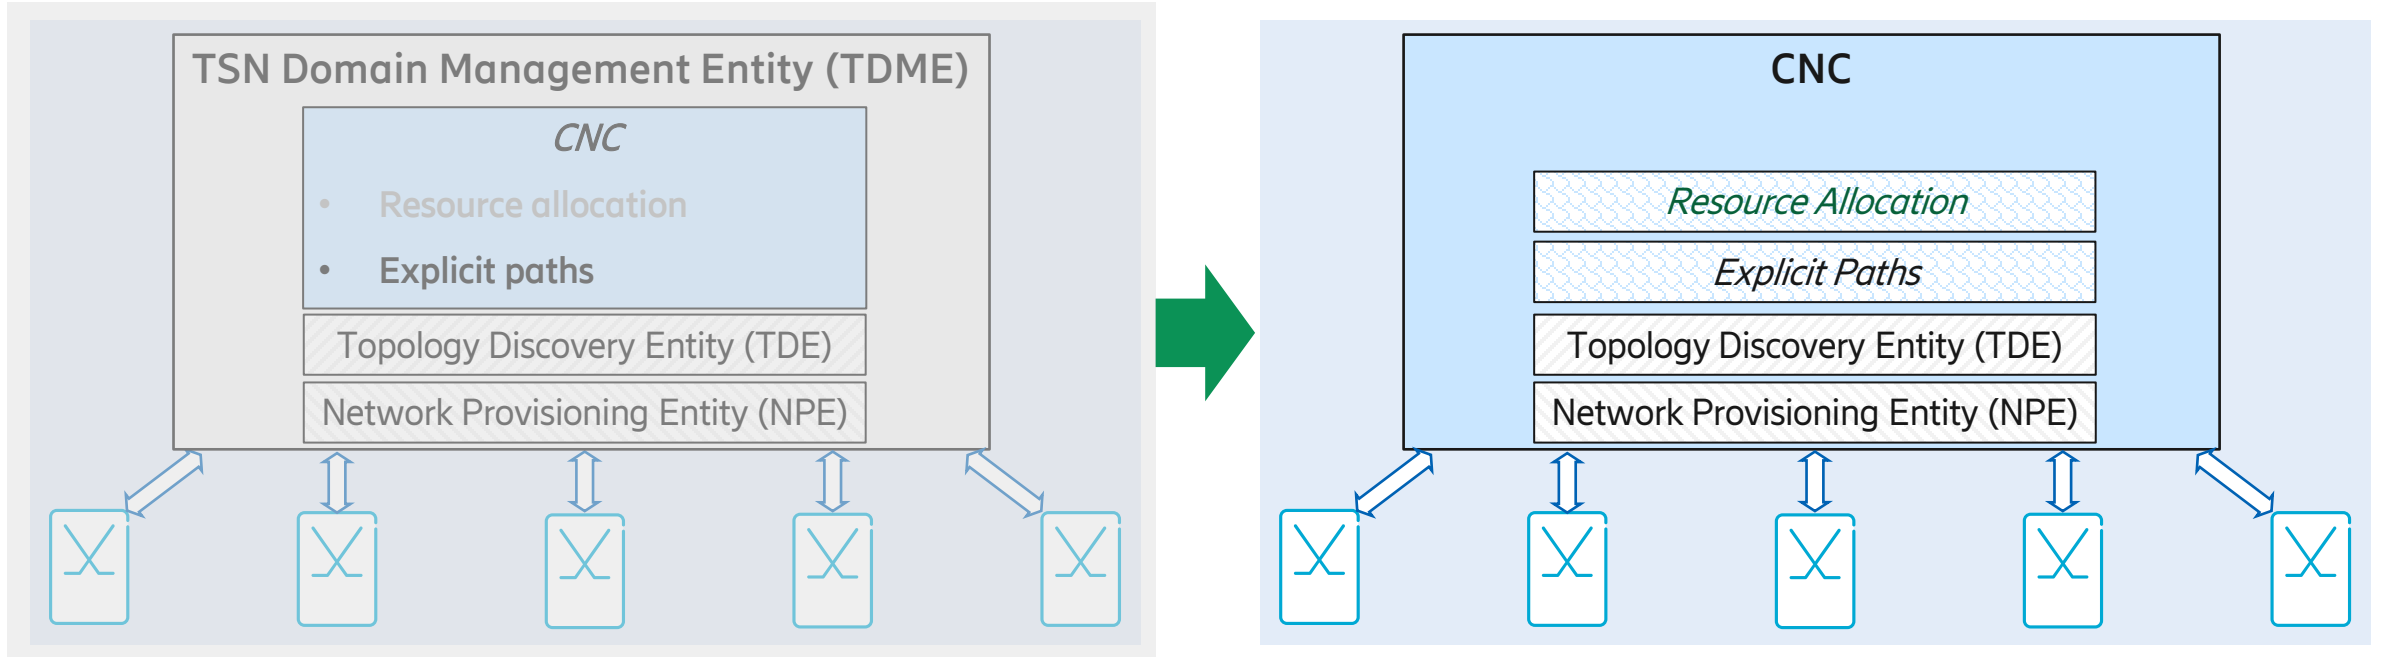 TSN Domain Management Entity (TDME)
CNC
• Resource allocation
• Explicit paths
Topology Discovery Entity (TDE)
Network Provisioning Entity (NPE)
CNC
Resource Allocation
Explicit Paths
Topology Discovery Entity (TDE)
Network Provisioning Entity (NPE)